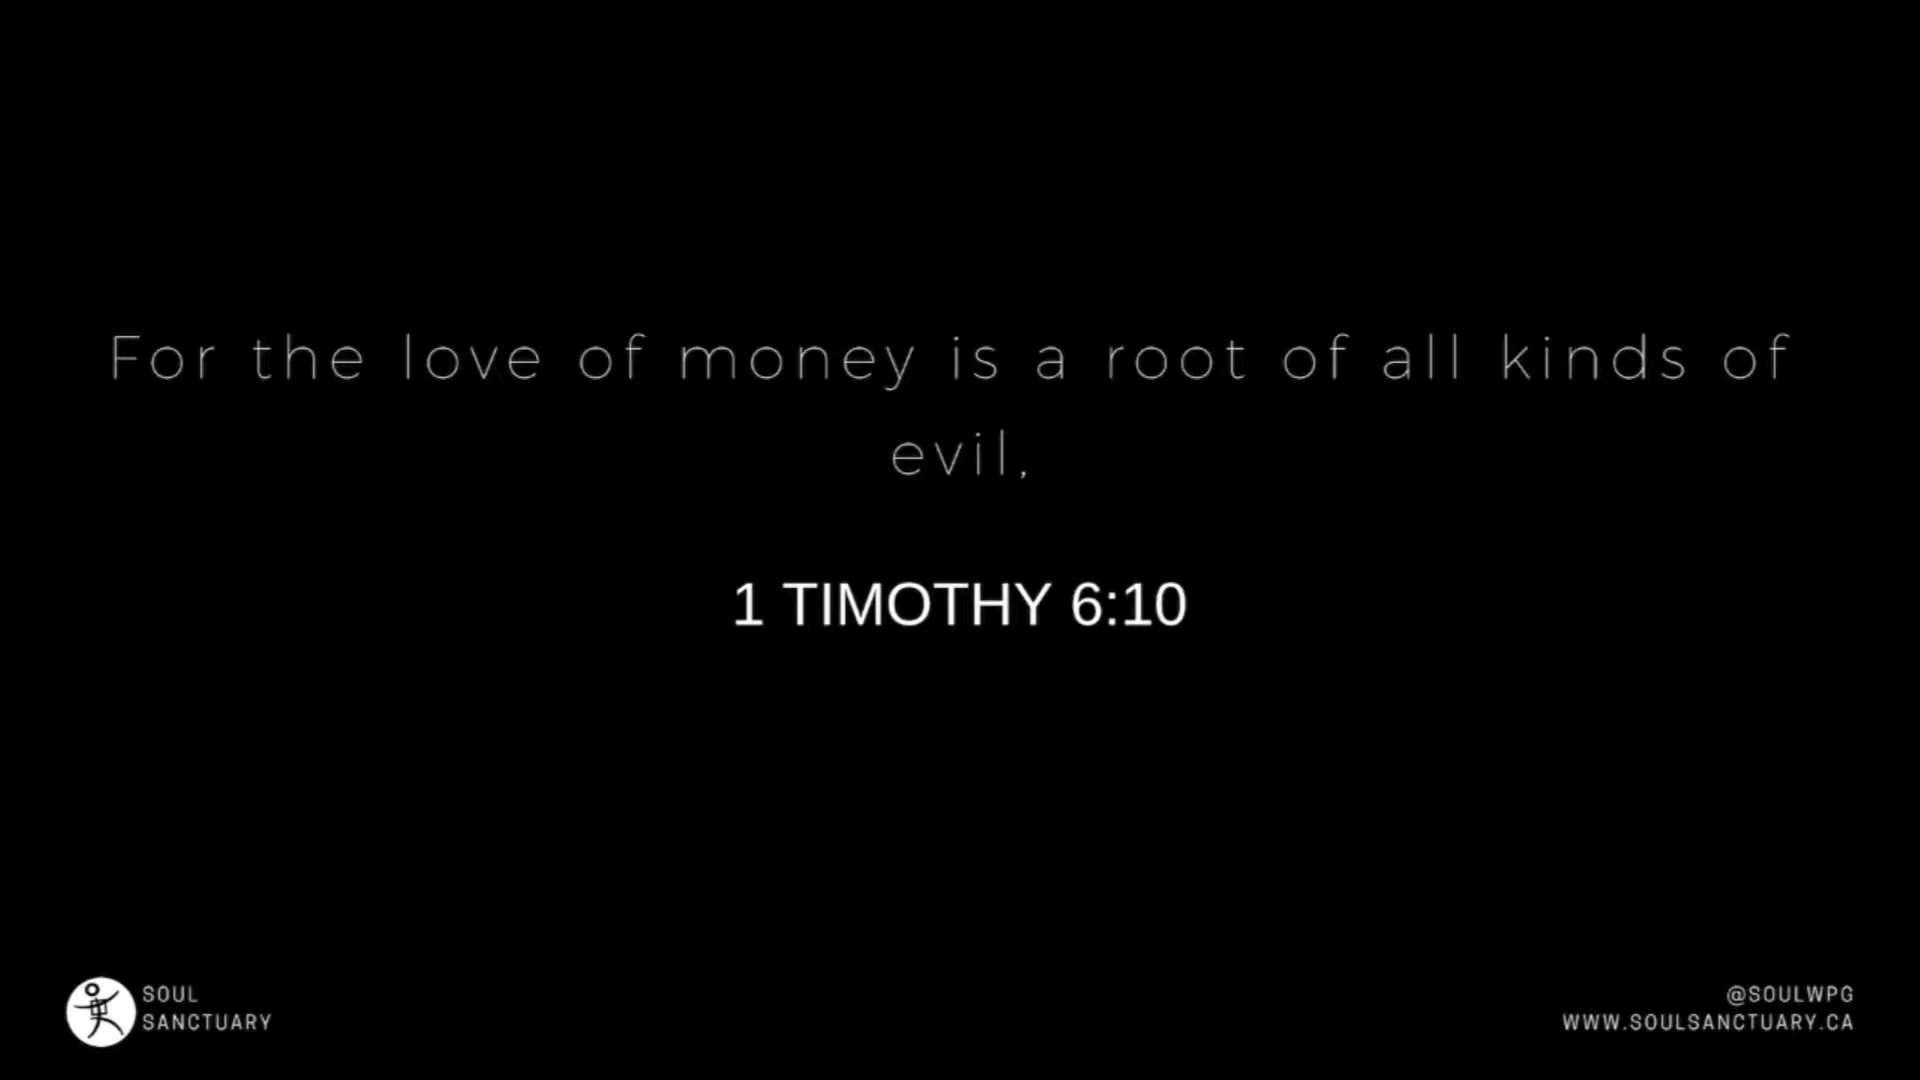 For the love of money is a root of all kinds of
evil,
1 TIMOTHY 6:10
SOUL
SANCTUARY
@SOULWPG
WWW.SOULSANCTUARY.CA